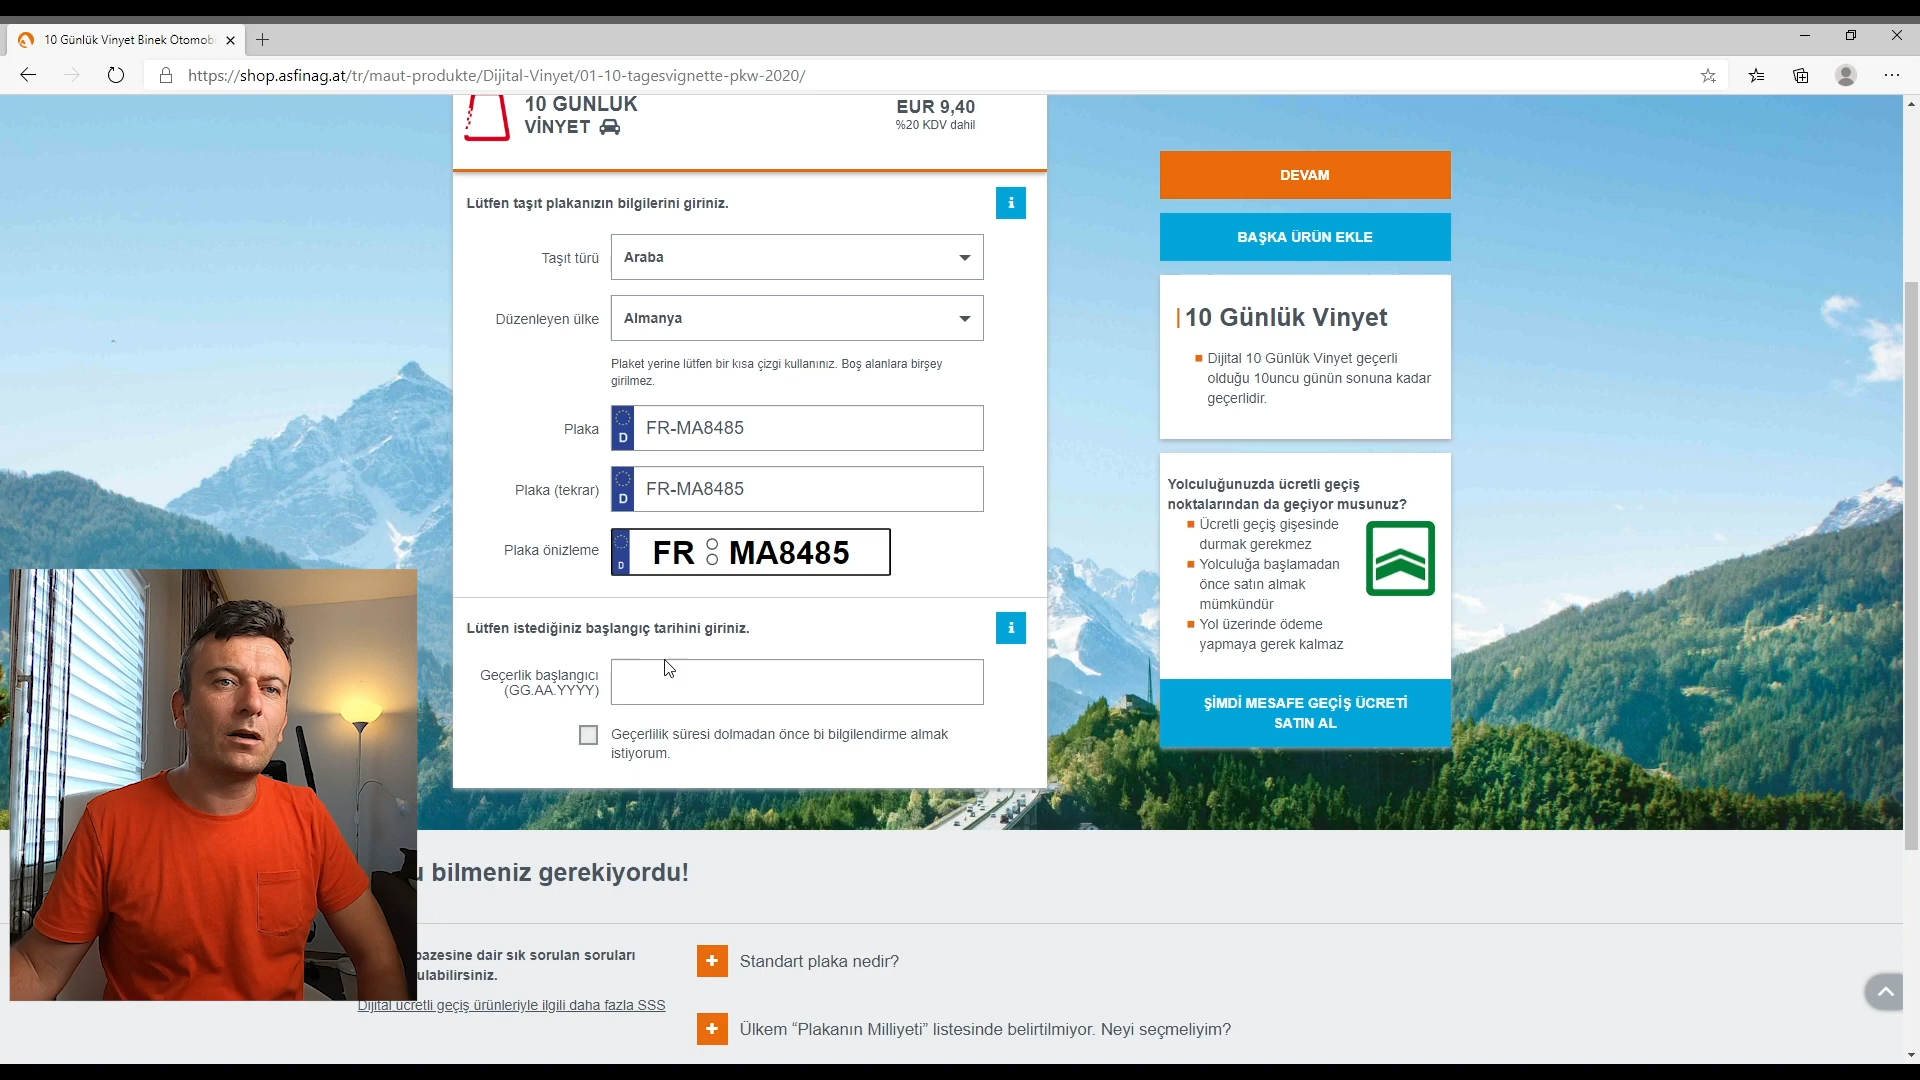 10 Günlük Vinyet Binek Otomobi
https://shop.asfinag.at/tr/maut-produkte/Dijital-Vinyet/01-10-tagesvignette-pkw-2020/
10 GÜNLÜK
VİNYET
EUR 9,40
%20 KDV dahil
Lütfen taşıt plakanızın bilgilerini giriniz.
i
Taşıt türü
Araba
Düzenleyen ülke
Almanya
Plaket yerine lütfen bir kısa çizgi kullanınız. Boş alanlara birşey
girilmez.
Plaka
D
FR-MA8485
Plaka (tekrar)
D
FR-MA8485
Plaka önizleme
D
FR MA8485
Lütfen istediğiniz başlangıç tarihini giriniz.
i
Geçerlik başlangıcı
(GG.AA.YYYY)
Geçerlilik süresi dolmadan önce bi bilgilendirme almak
istiyorum.
DEVAM
BAŞKA ÜRÜN EKLE
10 Günlük Vinyet
Dijital 10 Günlük Vinyet geçerli
olduğu 10uncu günün sonuna kadar
geçerlidir.
Yolculuğunuzda ücretli geçiş
noktalarından da geçiyor musunuz?
Ücretli geçiş gişesinde
durmak gerekmez
Yolculuğa başlamadan
önce satın almak
mümkündür
Yol üzerinde ödeme
yapmaya gerek kalmaz
ŞİMDİ MESAFE GEÇİŞ ÜCRETİ
SATIN AL
bilmeniz gerekiyordu!
dair sık sorulan soruları
ulabilirsiniz.
Dijital ücretli geçiş ürünleriyle ilgili daha fazla SSS
+ Standart plaka nedir?
+ Ülkem “Plakanın Milliyeti” listesinde belirtilmiyor. Neyi seçmeliyim?